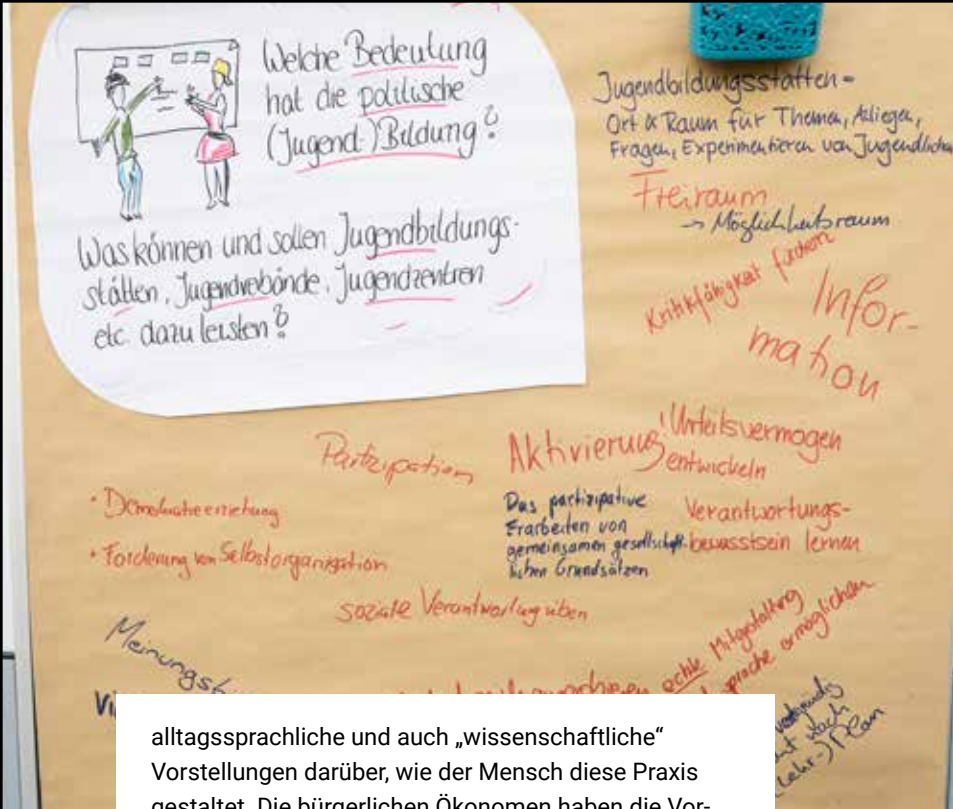 Welche Bedeutung
hat die politische
(Jugend-)Bildung?
Was können und sollen Jugendbildungs-
stätten, Jugendverbände, Jugendzentren
etc. dazu leisten?
Jugendbildungsstätten =
Ort & Raum für Themen, Anliegen,
Fragen, Experimentieren von Jugendlichen
Freiraum
→ Möglichkeitsraum
Kritikfähigkeit fördern
Infor-
mation
Partizipation
Aktivierung
Urteilsvermögen
entwickeln
• Demokratieerziehung
• Förderung von Selbstorganisation
Das partizipative
Erarbeiten von
gemeinsamen gesellschaft-
lichen Grundsätzen
Verantwortungs-
bewusstsein lernen
soziale Verantwortung üben
echte Mitgestaltung
ermöglichen
alltagssprachliche und auch „wissenschaftliche“
Vorstellungen darüber, wie der Mensch diese Praxis
gestaltet. Die bürgerlichen Ökonomen haben die Vor-